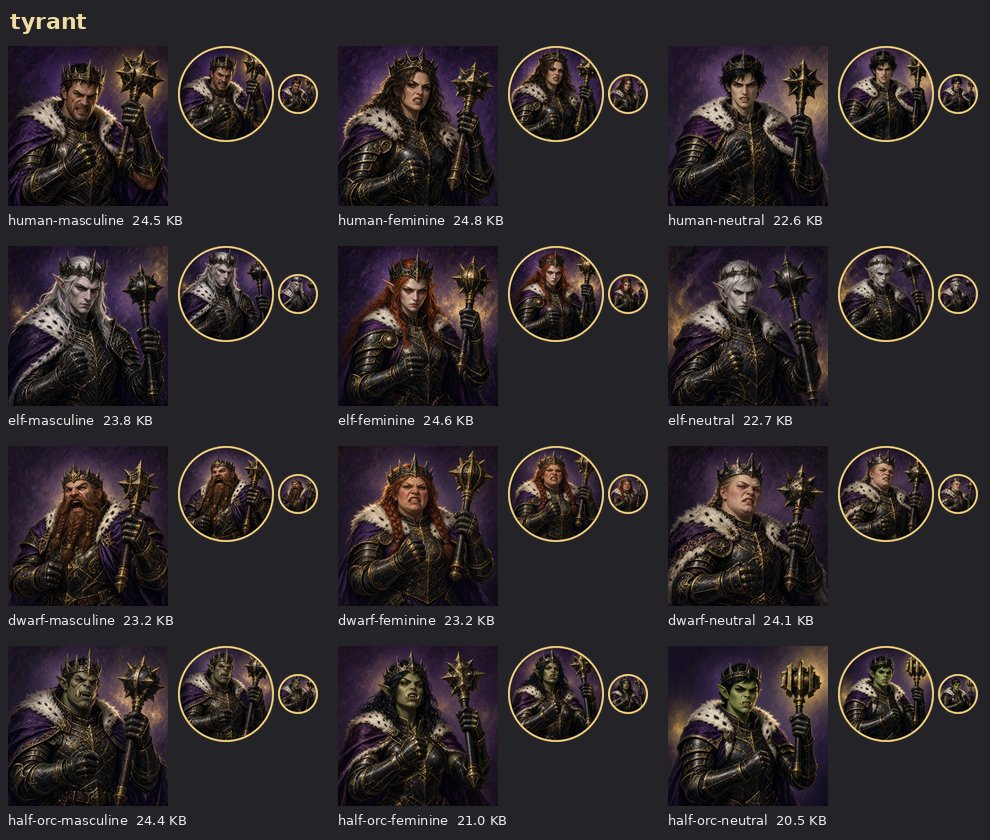 tyrant
human-masculine 24.5 KB
human-feminine 24.8 KB
human-neutral 22.6 KB
elf-masculine 23.8 KB
elf-feminine 24.6 KB
elf-neutral 22.7 KB
dwarf-masculine 23.2 KB
dwarf-feminine 23.2 KB
dwarf-neutral 24.1 KB
half-orc-masculine 24.4 KB
half-orc-feminine 21.0 KB
half-orc-neutral 20.5 KB